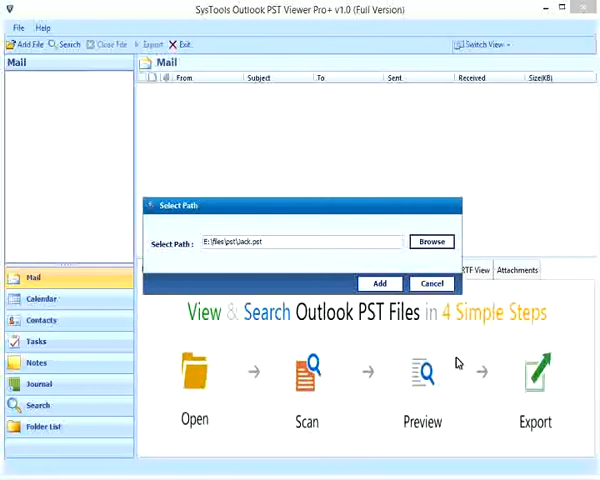 SysTools Outlook PST Viewer Pro+ v1.0 (Full Version)
File Help
Add File Search Close File Export Exit
Switch View
Mail
Mail
From Subject To Sent Received Size(KB)
Select Path
Select Path : E:\files\pst\Jack.pst Browse
Add Cancel
RTF View Attachments
Mail
Calendar
Contacts
Tasks
Notes
Journal
Search
Folder List
View & Search Outlook PST Files in 4 Simple Steps
Open Scan Preview Export